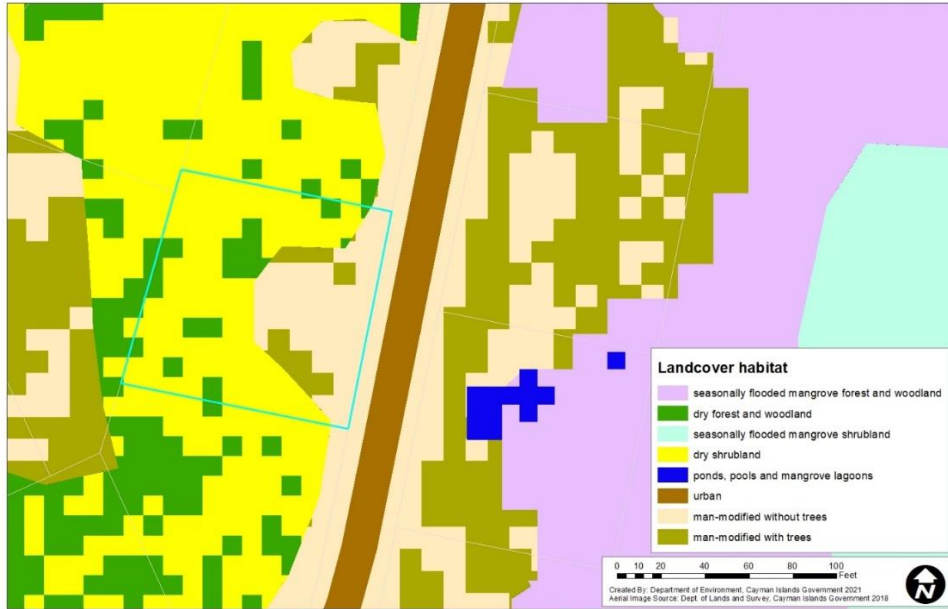 Landcover habitat
seasonally flooded mangrove forest and woodland
dry forest and woodland
seasonally flooded mangrove shrubland
dry shrubland
ponds, pools and mangrove lagoons
urban
man-modified without trees
man-modified with trees
0 10 20 40 60 80 100
Feet
Created By: Department of Environment, Cayman Islands Government 2021
Aerial Image Source: Dept. of Lands and Survey, Cayman Islands Government 2018
N